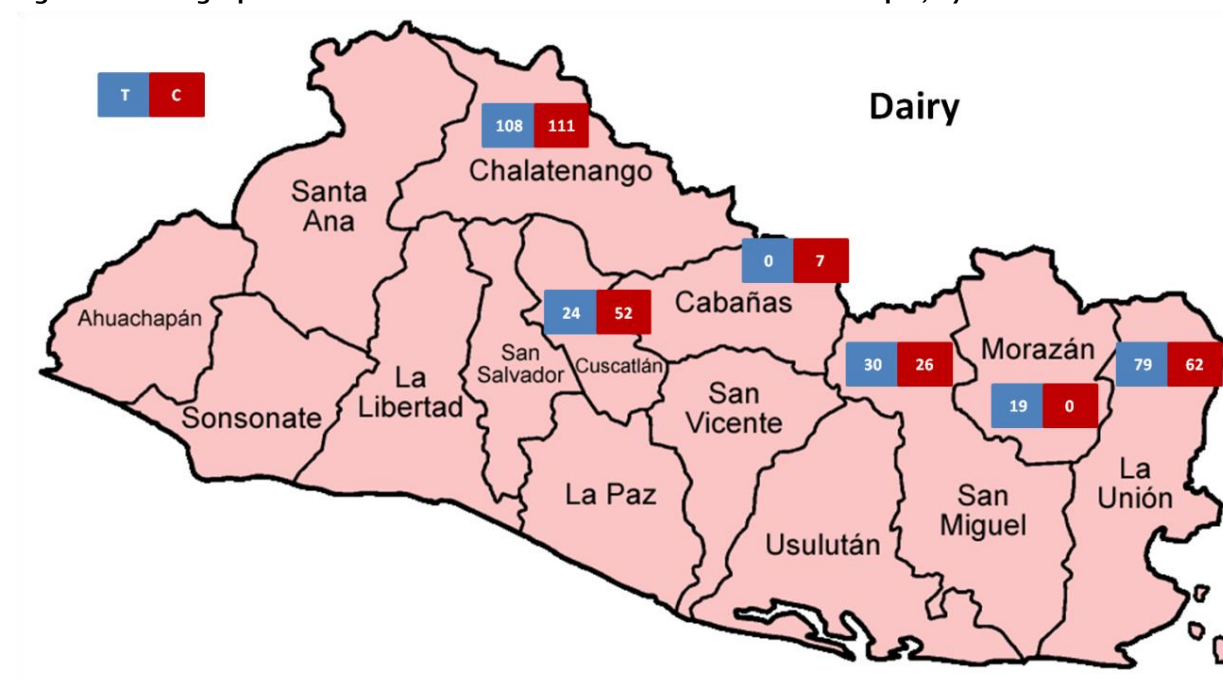 T C
Dairy
108 111
Chalatenango
Santa
Ana
0 7
Cabañas
24 52
Ahuachapán
Morazán
San
Salvador
Cuscatlán
30 26
79 62
La
Libertad
San
Vicente
19 0
Sonsonate
La
Unión
La Paz
San
Miguel
Usulután